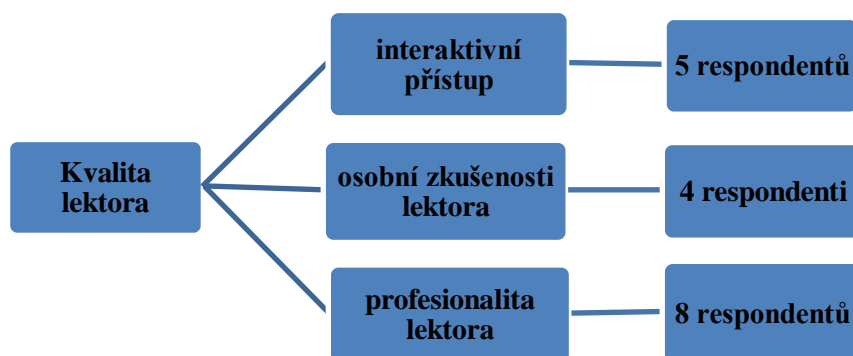 Kvalita
lektora
interaktivní
přístup
5 respondentů
osobní zkušenosti
lektora
4 respondenti
profesionalita
lektora
8 respondentů